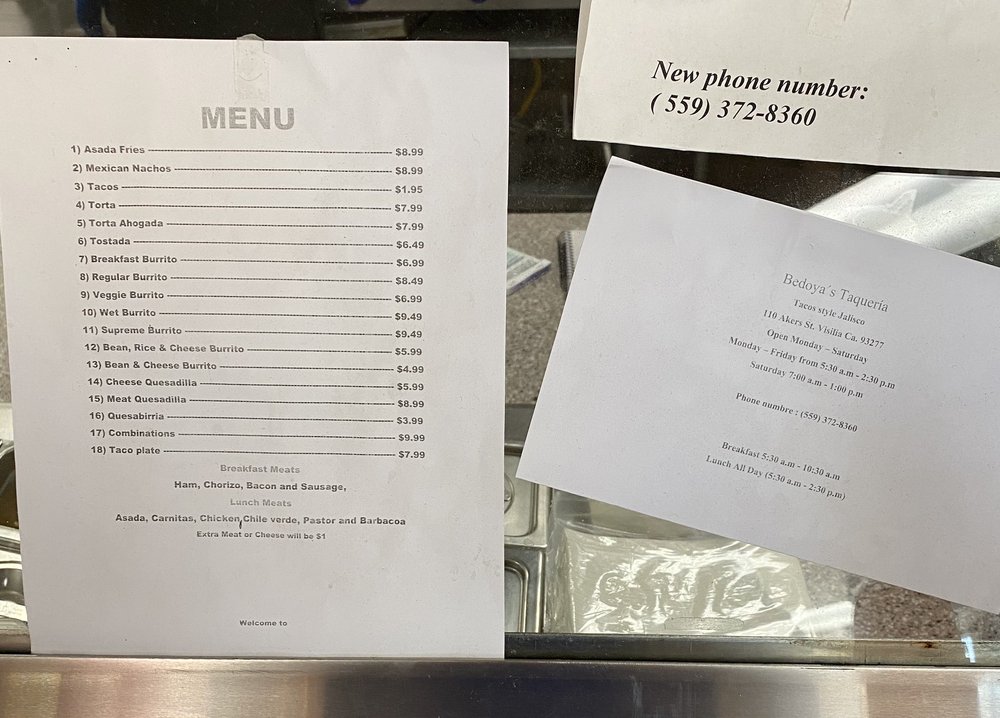 MENU
1) Asada Fries $8.99
2) Mexican Nachos $8.99
3) Tacos $1.95
4) Torta $7.99
5) Torta Ahogada $7.99
6) Tostada $6.49
7) Breakfast Burrito $6.99
8) Regular Burrito $8.49
9) Veggie Burrito $6.99
10) Wet Burrito $9.49
11) Supreme Burrito $9.49
12) Bean, Rice & Cheese Burrito $5.99
13) Bean & Cheese Burrito $4.99
14) Cheese Quesadilla $5.99
15) Meat Quesadilla $8.99
16) Quesabirria $3.99
17) Combinations $9.99
18) Taco plate $7.99
Breakfast Meats
Ham, Chorizo, Bacon and Sausage,
Lunch Meats
Asada, Carnitas, Chicken, Chile verde, Pastor and Barbacoa
Extra Meat or Cheese will be $1
Welcome to
New phone number:
( 559) 372-8360
Bedoya´s Taquería
Tacos style Jalisco
110 Akers St. Visilia Ca. 93277
Open Monday – Saturday
Monday – Friday from 5:30 a.m - 2:30 p.m
Saturday 7:00 a.m - 1:00 p.m
Phone numbre : (559) 372-8360
Breakfast 5:30 a.m - 10:30 a.m
Lunch All Day (5:30 a.m - 2:30 p.m)